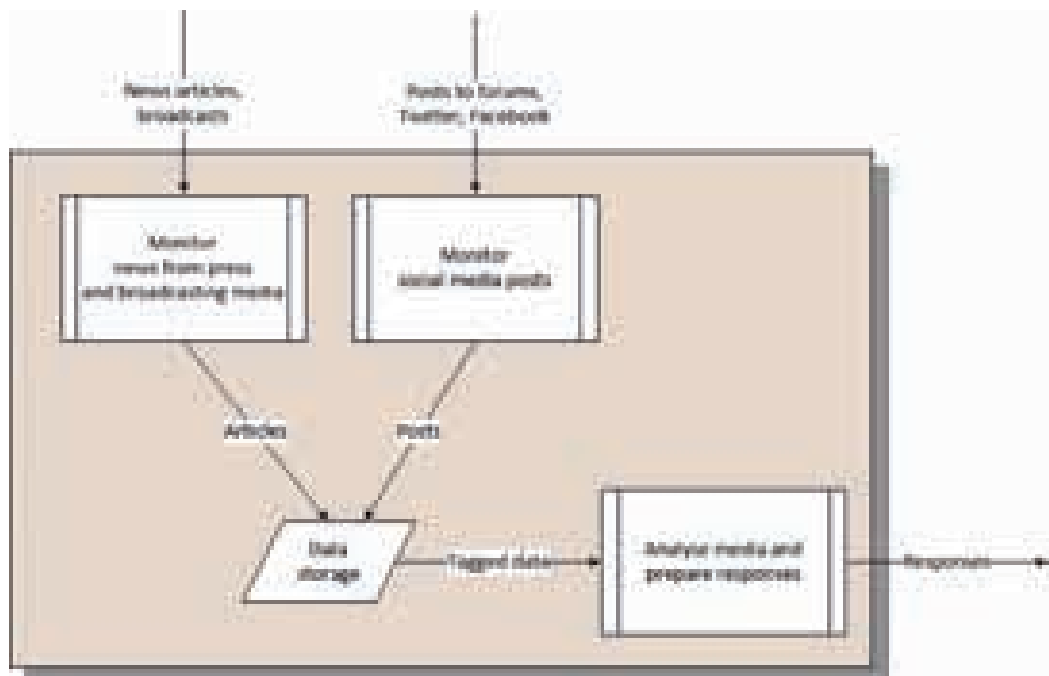 News articles,
broadcasts
Posts to forums,
Twitter, Facebook
Monitor
news from press
and broadcasting media
Monitor
social media posts
Articles
Posts
Data
storage
Tagged data
Analyse media and
prepare responses
Responses